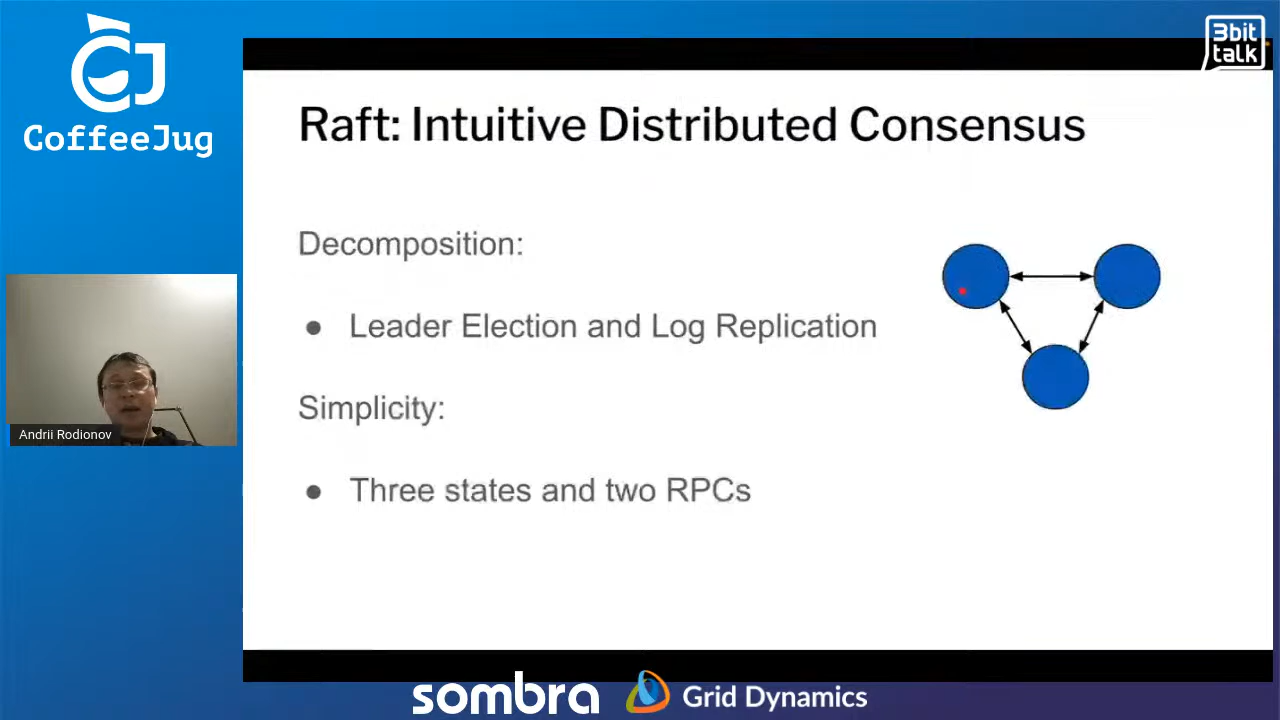 CJ
CoffeeJug
3bit
talk
Raft: Intuitive Distributed Consensus
Decomposition:
● Leader Election and Log Replication
Simplicity:
● Three states and two RPCs
Andrii Rodionov
sombra
Grid Dynamics